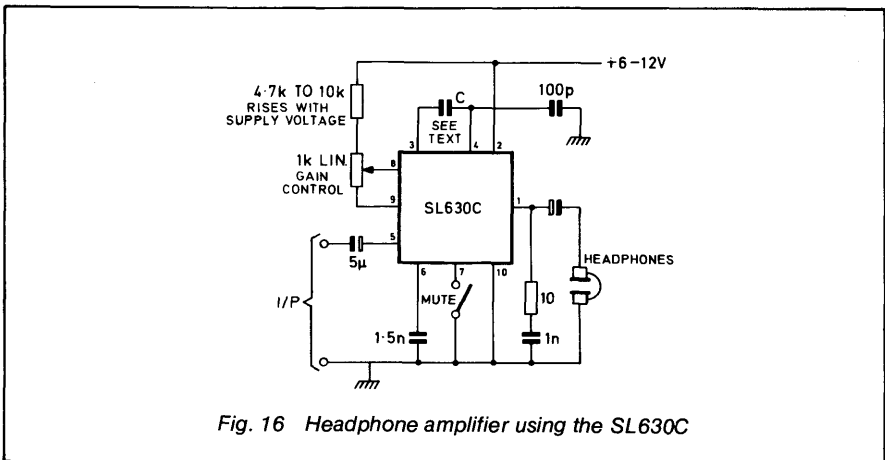 +6-12V
4·7k TO 10k
RISES WITH
SUPPLY VOLTAGE
C
100p
SEE
TEXT
3
4
2
1k LIN.
GAIN
CONTROL
8
9
SL630C
1
5
5µ
6
7
10
HEADPHONES
I/P
MUTE
10
1·5n
1n
Fig. 16 Headphone amplifier using the SL630C